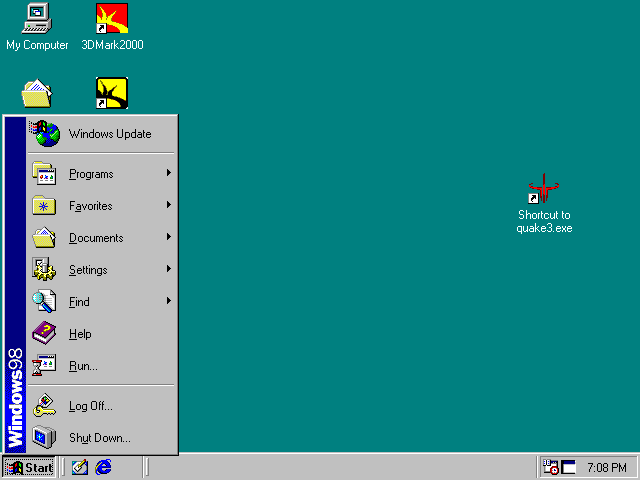 My Computer
3DMark2000
Windows Update
Programs
Favorites
Documents
Settings
Find
Help
Run...
Log Off...
Shut Down...
Windows98
Shortcut to
quake3.exe
Start
7:08 PM